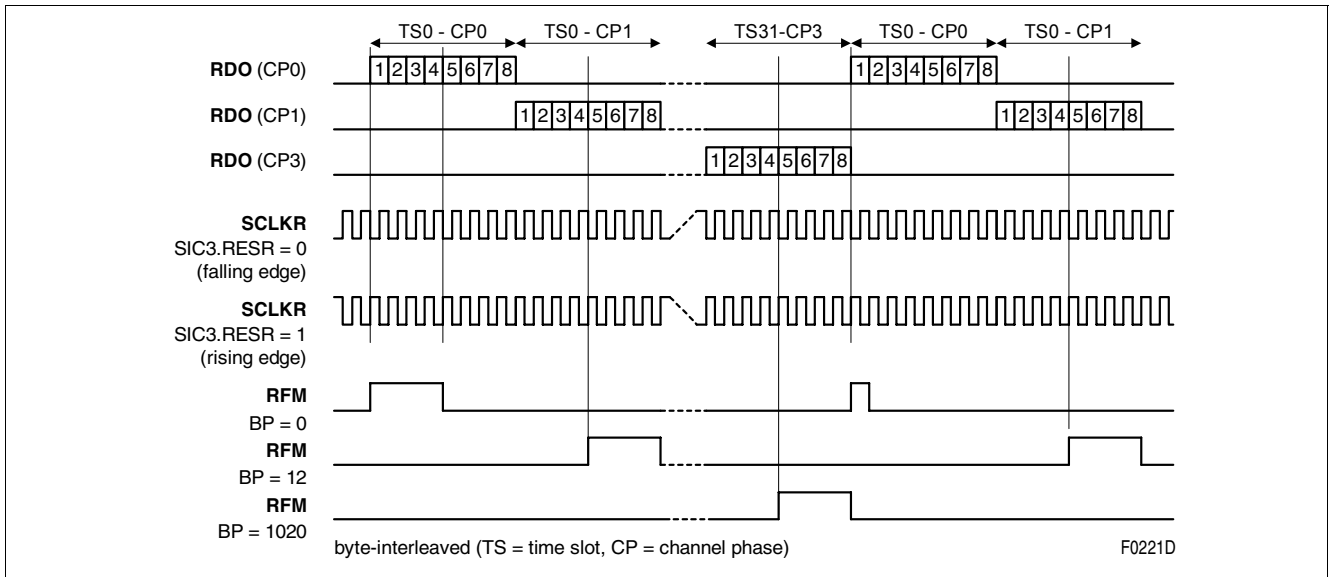 TS0 - CP0 TS0 - CP1 TS31-CP3 TS0 - CP0 TS0 - CP1
RDO (CP0) 1 2 3 4 5 6 7 8 1 2 3 4 5 6 7 8
RDO (CP1) 1 2 3 4 5 6 7 8 1 2 3 4 5 6 7 8
RDO (CP3) 1 2 3 4 5 6 7 8
SCLKR
SIC3.RESR = 0
(falling edge)
SCLKR
SIC3.RESR = 1
(rising edge)
RFM
BP = 0
RFM
BP = 12
RFM
BP = 1020
byte-interleaved (TS = time slot, CP = channel phase) F0221D